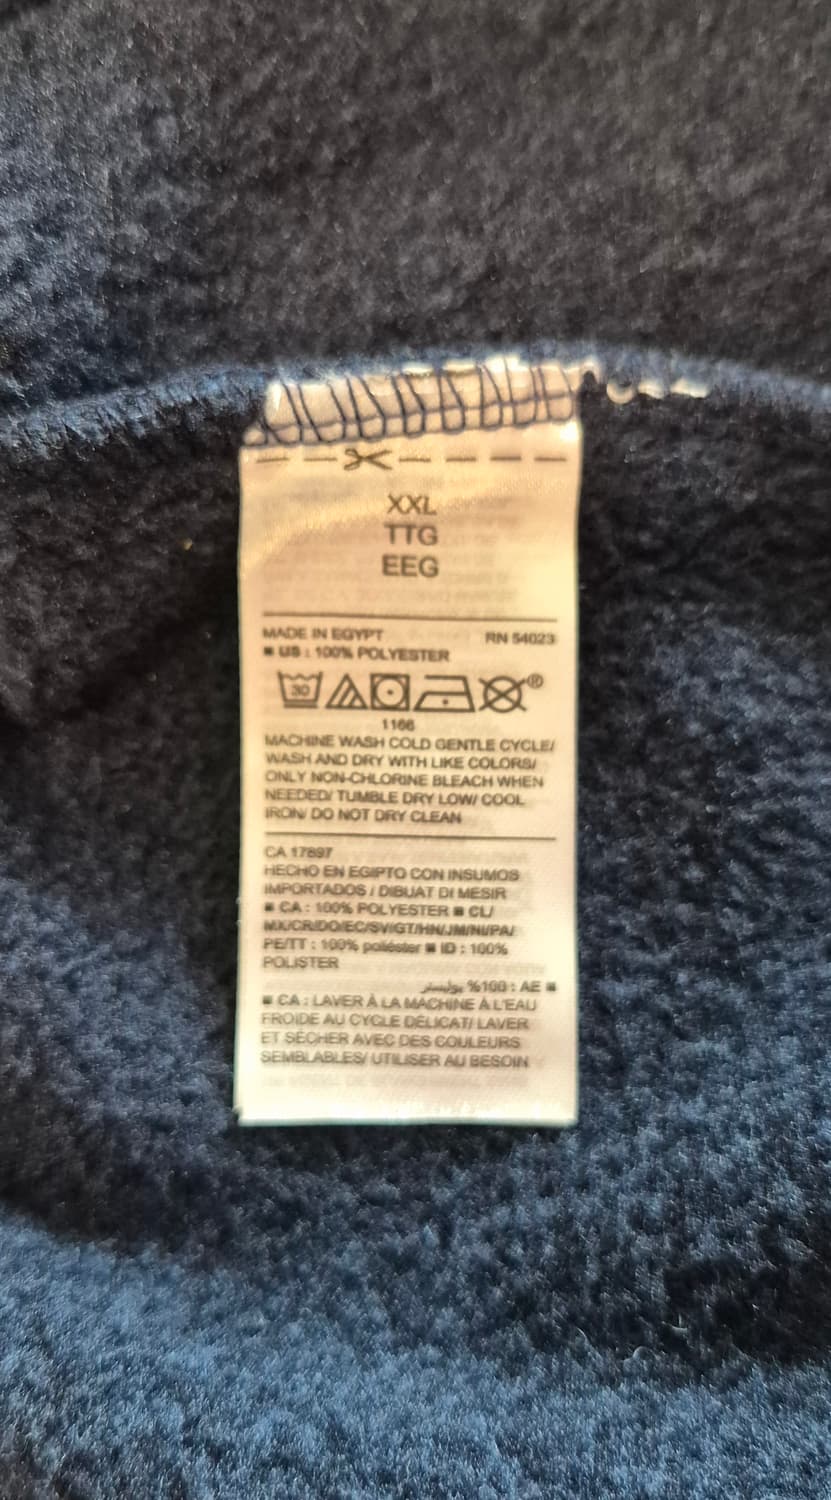 XXL
TTG
EEG
MADE IN EGYPT RN 54023
■ US : 100% POLYESTER
30 ®
1166
MACHINE WASH COLD GENTLE CYCLE/
WASH AND DRY WITH LIKE COLORS/
ONLY NON-CHLORINE BLEACH WHEN
NEEDED/ TUMBLE DRY LOW/ COOL
IRON/ DO NOT DRY CLEAN
CA 17897
HECHO EN EGIPTO CON INSUMOS
IMPORTADOS / DIBUAT DI MESIR
■ CA : 100% POLYESTER ■ CL/
MX/CR/DO/EC/SV/GT/HN/JM/NI/PA/
PE/TT : 100% poliéster ■ ID : 100%
POLISTER
■ AE : 100% بوليستر
■ CA : LAVER À LA MACHINE À L'EAU
FROIDE AU CYCLE DÉLICAT/ LAVER
ET SÉCHER AVEC DES COULEURS
SEMBLABLES/ UTILISER AU BESOIN